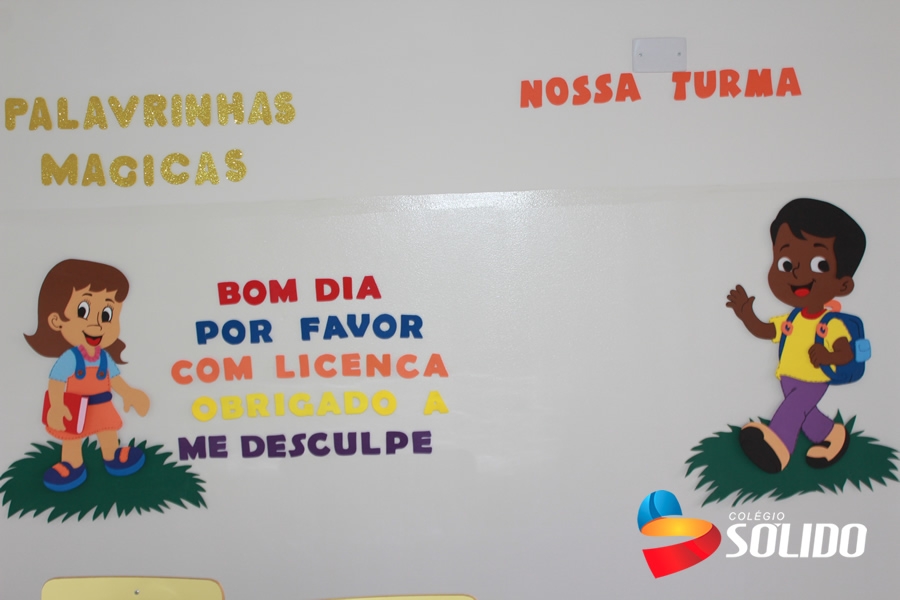 PALAVRINHAS
MAGICAS
NOSSA TURMA
BOM DIA
POR FAVOR
COM LICENCA
OBRIGADO A
ME DESCULPE
COLÉGIO
SÓLIDO